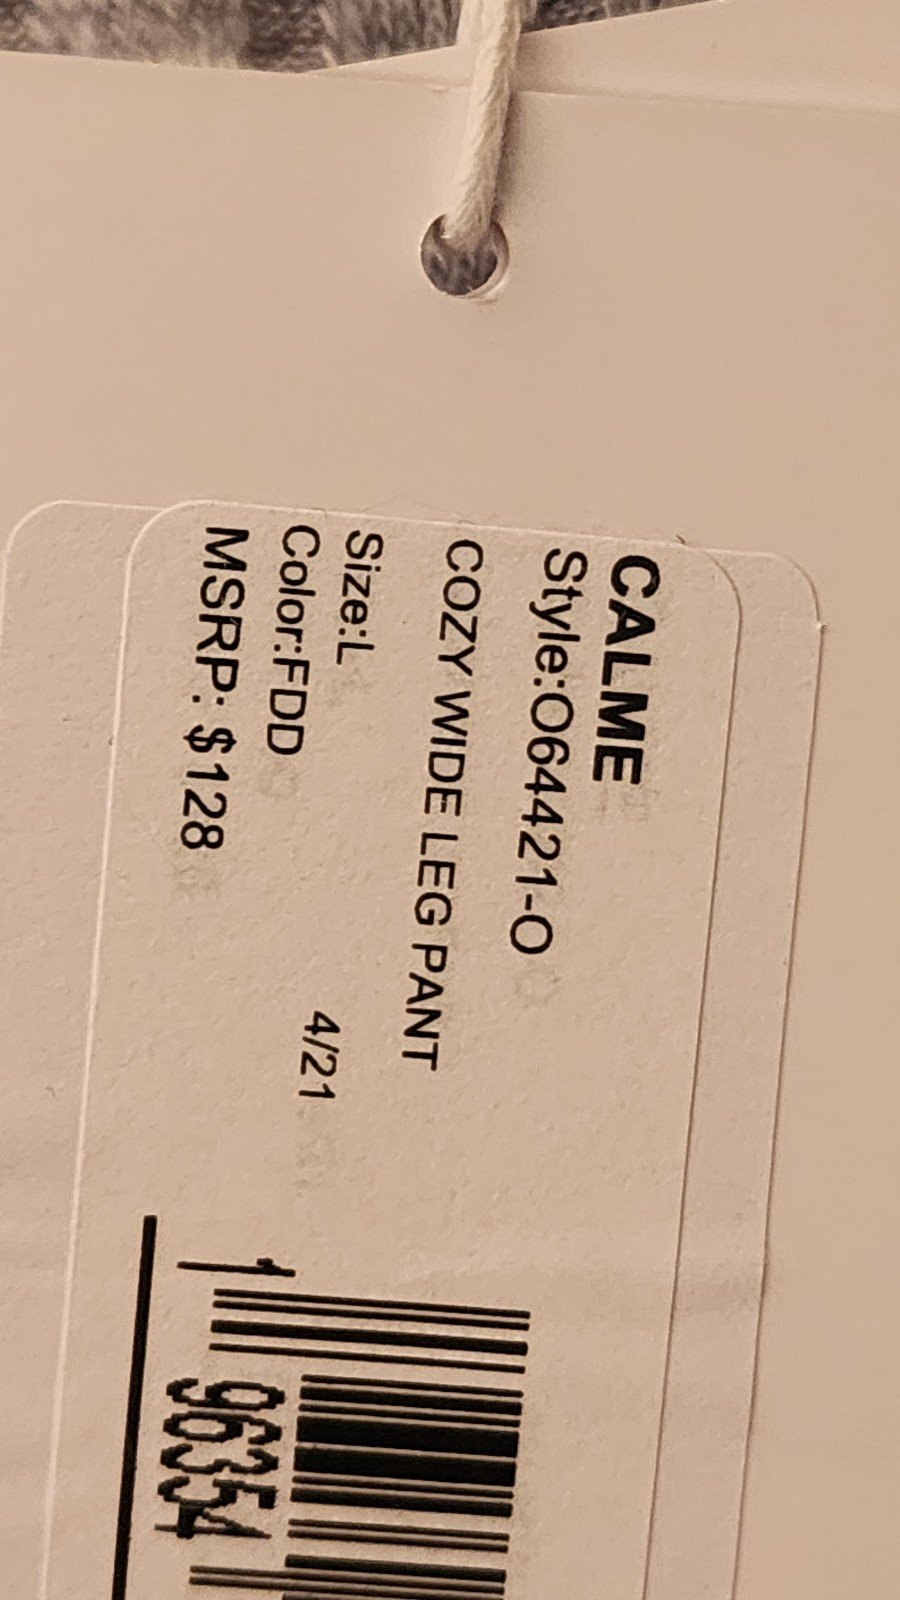 CALME
Style:O64421-O
COZY WIDE LEG PANT
Size:L
4/21
Color:FDD
MSRP: $128
1 96354